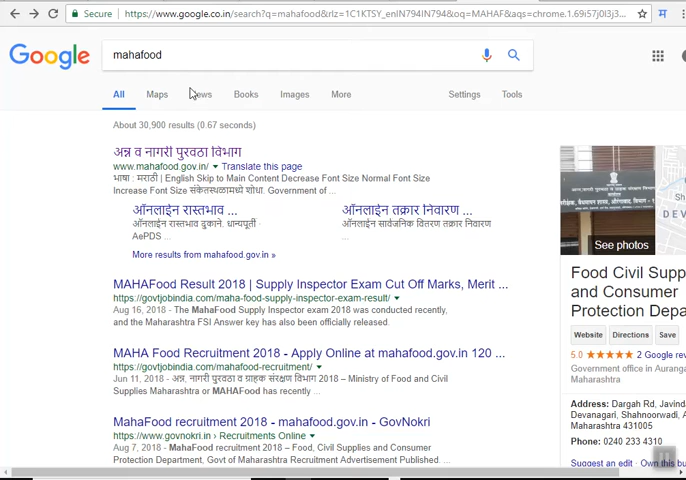 Secure https://www.google.co.in/search?q=mahafood&rlz=1C1KTSY_enIN794IN794&oq=MAHAF&aqs=chrome.1.69i57j0l3j3...
Google mahafood
All Maps News Books Images More Settings Tools
About 30,900 results (0.67 seconds)
अन्न व नागरी पुरवठा विभाग
www.mahafood.gov.in/ Translate this page
भाषा : मराठी | English Skip to Main Content Decrease Font Size Normal Font Size
Increase Font Size संकेतस्थळामध्ये शोधा. Government of ...
ऑनलाईन रास्तभाव ... ऑनलाईन तक्रार निवारण ...
ऑनलाईन रास्तभाव दुकाने. धान्यपूर्ती · ऑनलाईन सार्वजनिक वितरण तक्रार निवारण
AePDS ... ...
More results from mahafood.gov.in »
MAHAFood Result 2018 | Supply Inspector Exam Cut Off Marks, Merit ...
https://govtjobindia.com/maha-food-supply-inspector-exam-result/
Aug 16, 2018 - The MahaFood Supply Inspector exam 2018 was conducted recently,
and the Maharashtra FSI Answer key has also been officially released.
MAHA Food Recruitment 2018 - Apply Online at mahafood.gov.in 120 ...
https://govtjobindia.com/mahafood-recruitment/
Jun 11, 2018 - अन्न, नागरी पुरवठा व ग्राहक संरक्षण विभाग 2018 – Ministry of Food and Civil
Supplies Maharashtra or MAHAFood has recently ...
MahaFood recruitment 2018 - mahafood.gov.in - GovNokri
https://www.govnokri.in › Recruitments Online
Aug 7, 2018 - MahaFood recruitment 2018 – Food, Civil Supplies and Consumer
Protection Department, Govt of Maharashtra Recruitment Advertisement Published. ...
See photos
Food Civil Supp
and Consumer
Protection Depa
Website Directions Save
5.0 2 Google rev
Government office in Auranga
Maharashtra
Address: Dargah Rd, Javind
Devanagari, Shahnoorwadi, A
Maharashtra 431005
Phone: 0240 233 4310
Suggest an edit · Own this bu